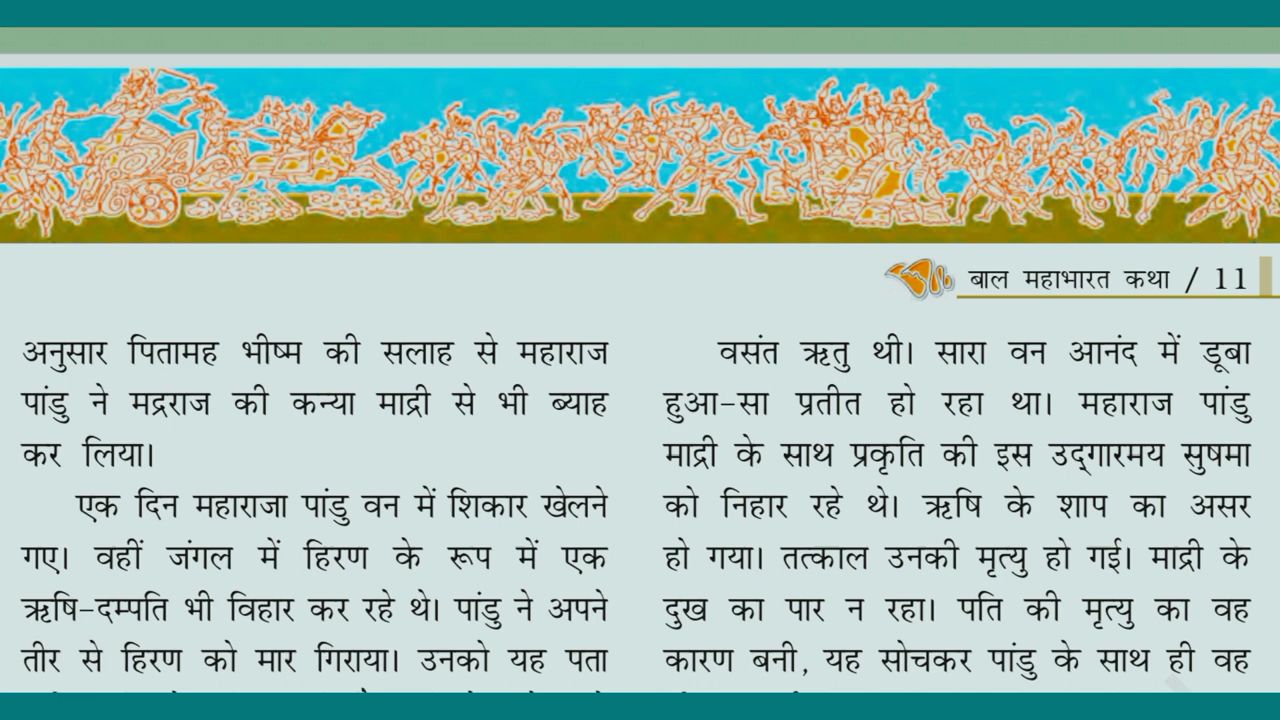 बाल महाभारत कथा / 11
अनुसार पितामह भीष्म की सलाह से महाराज
पांडु ने मद्रराज की कन्या माद्री से भी ब्याह
कर लिया।
एक दिन महाराजा पांडु वन में शिकार खेलने
गए। वहीं जंगल में हिरण के रूप में एक
ऋषि-दम्पति भी विहार कर रहे थे। पांडु ने अपने
तीर से हिरण को मार गिराया। उनको यह पता
वसंत ऋतु थी। सारा वन आनंद में डूबा
हुआ-सा प्रतीत हो रहा था। महाराज पांडु
माद्री के साथ प्रकृति की इस उद्‌गारमय सुषमा
को निहार रहे थे। ऋषि के शाप का असर
हो गया। तत्काल उनकी मृत्यु हो गई। माद्री के
दुख का पार न रहा। पति की मृत्यु का वह
कारण बनी, यह सोचकर पांडु के साथ ही वह